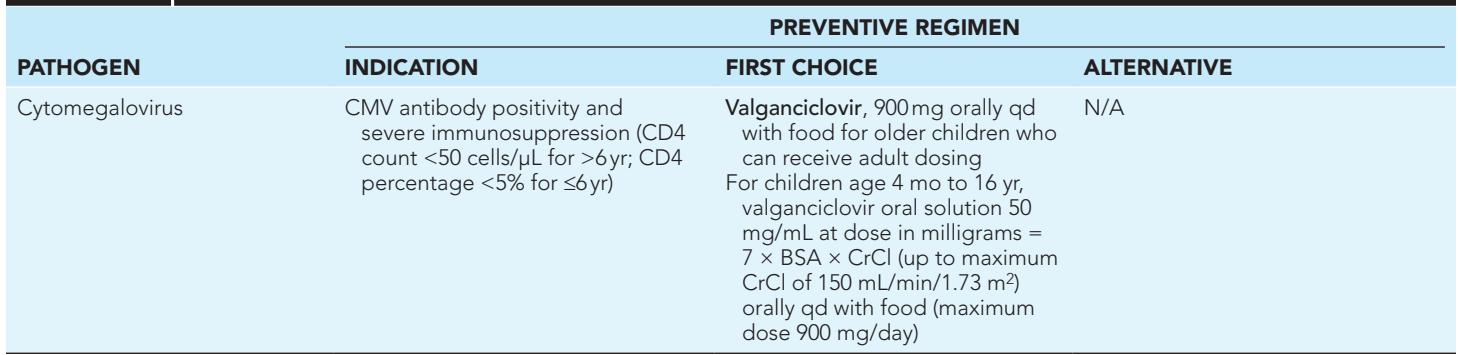 PREVENTIVE REGIMEN
PATHOGEN INDICATION FIRST CHOICE ALTERNATIVE
Cytomegalovirus
CMV antibody positivity and
severe immunosuppression (CD4
count <50 cells/μL for >6 yr; CD4
percentage <5% for ≤6 yr)
Valganciclovir, 900 mg orally qd
with food for older children who
can receive adult dosing
For children age 4 mo to 16 yr,
valganciclovir oral solution 50
mg/mL at dose in milligrams =
7 × BSA × CrCl (up to maximum
CrCl of 150 mL/min/1.73 m²)
orally qd with food (maximum
dose 900 mg/day)
N/A